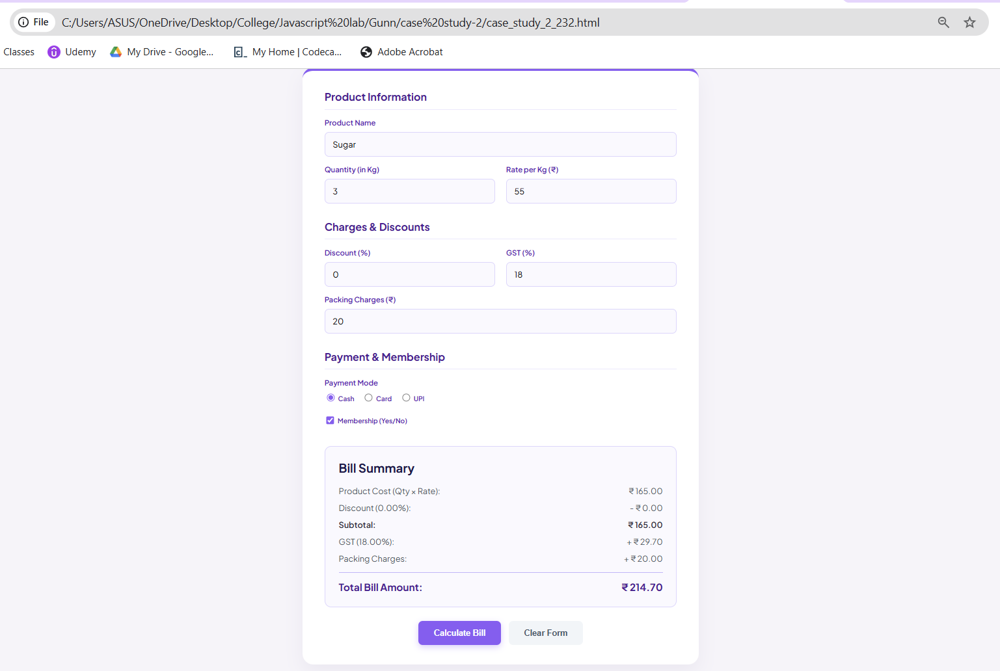 File C:/Users/ASUS/OneDrive/Desktop/College/Javascript%20lab/Gunn/case%20study-2/case_study_2_232.html
Classes Udemy My Drive - Google... My Home | Codeca... Adobe Acrobat
Product Information
Product Name
Sugar
Quantity (in Kg) Rate per Kg (₹)
3 55
Charges & Discounts
Discount (%) GST (%)
0 18
Packing Charges (₹)
20
Payment & Membership
Payment Mode
Cash Card UPI
Membership (Yes/No)
Bill Summary
Product Cost (Qty × Rate): ₹ 165.00
Discount (0.00%): - ₹ 0.00
Subtotal: ₹ 165.00
GST (18.00%): + ₹ 29.70
Packing Charges: + ₹ 20.00
Total Bill Amount: ₹ 214.70
Calculate Bill Clear Form